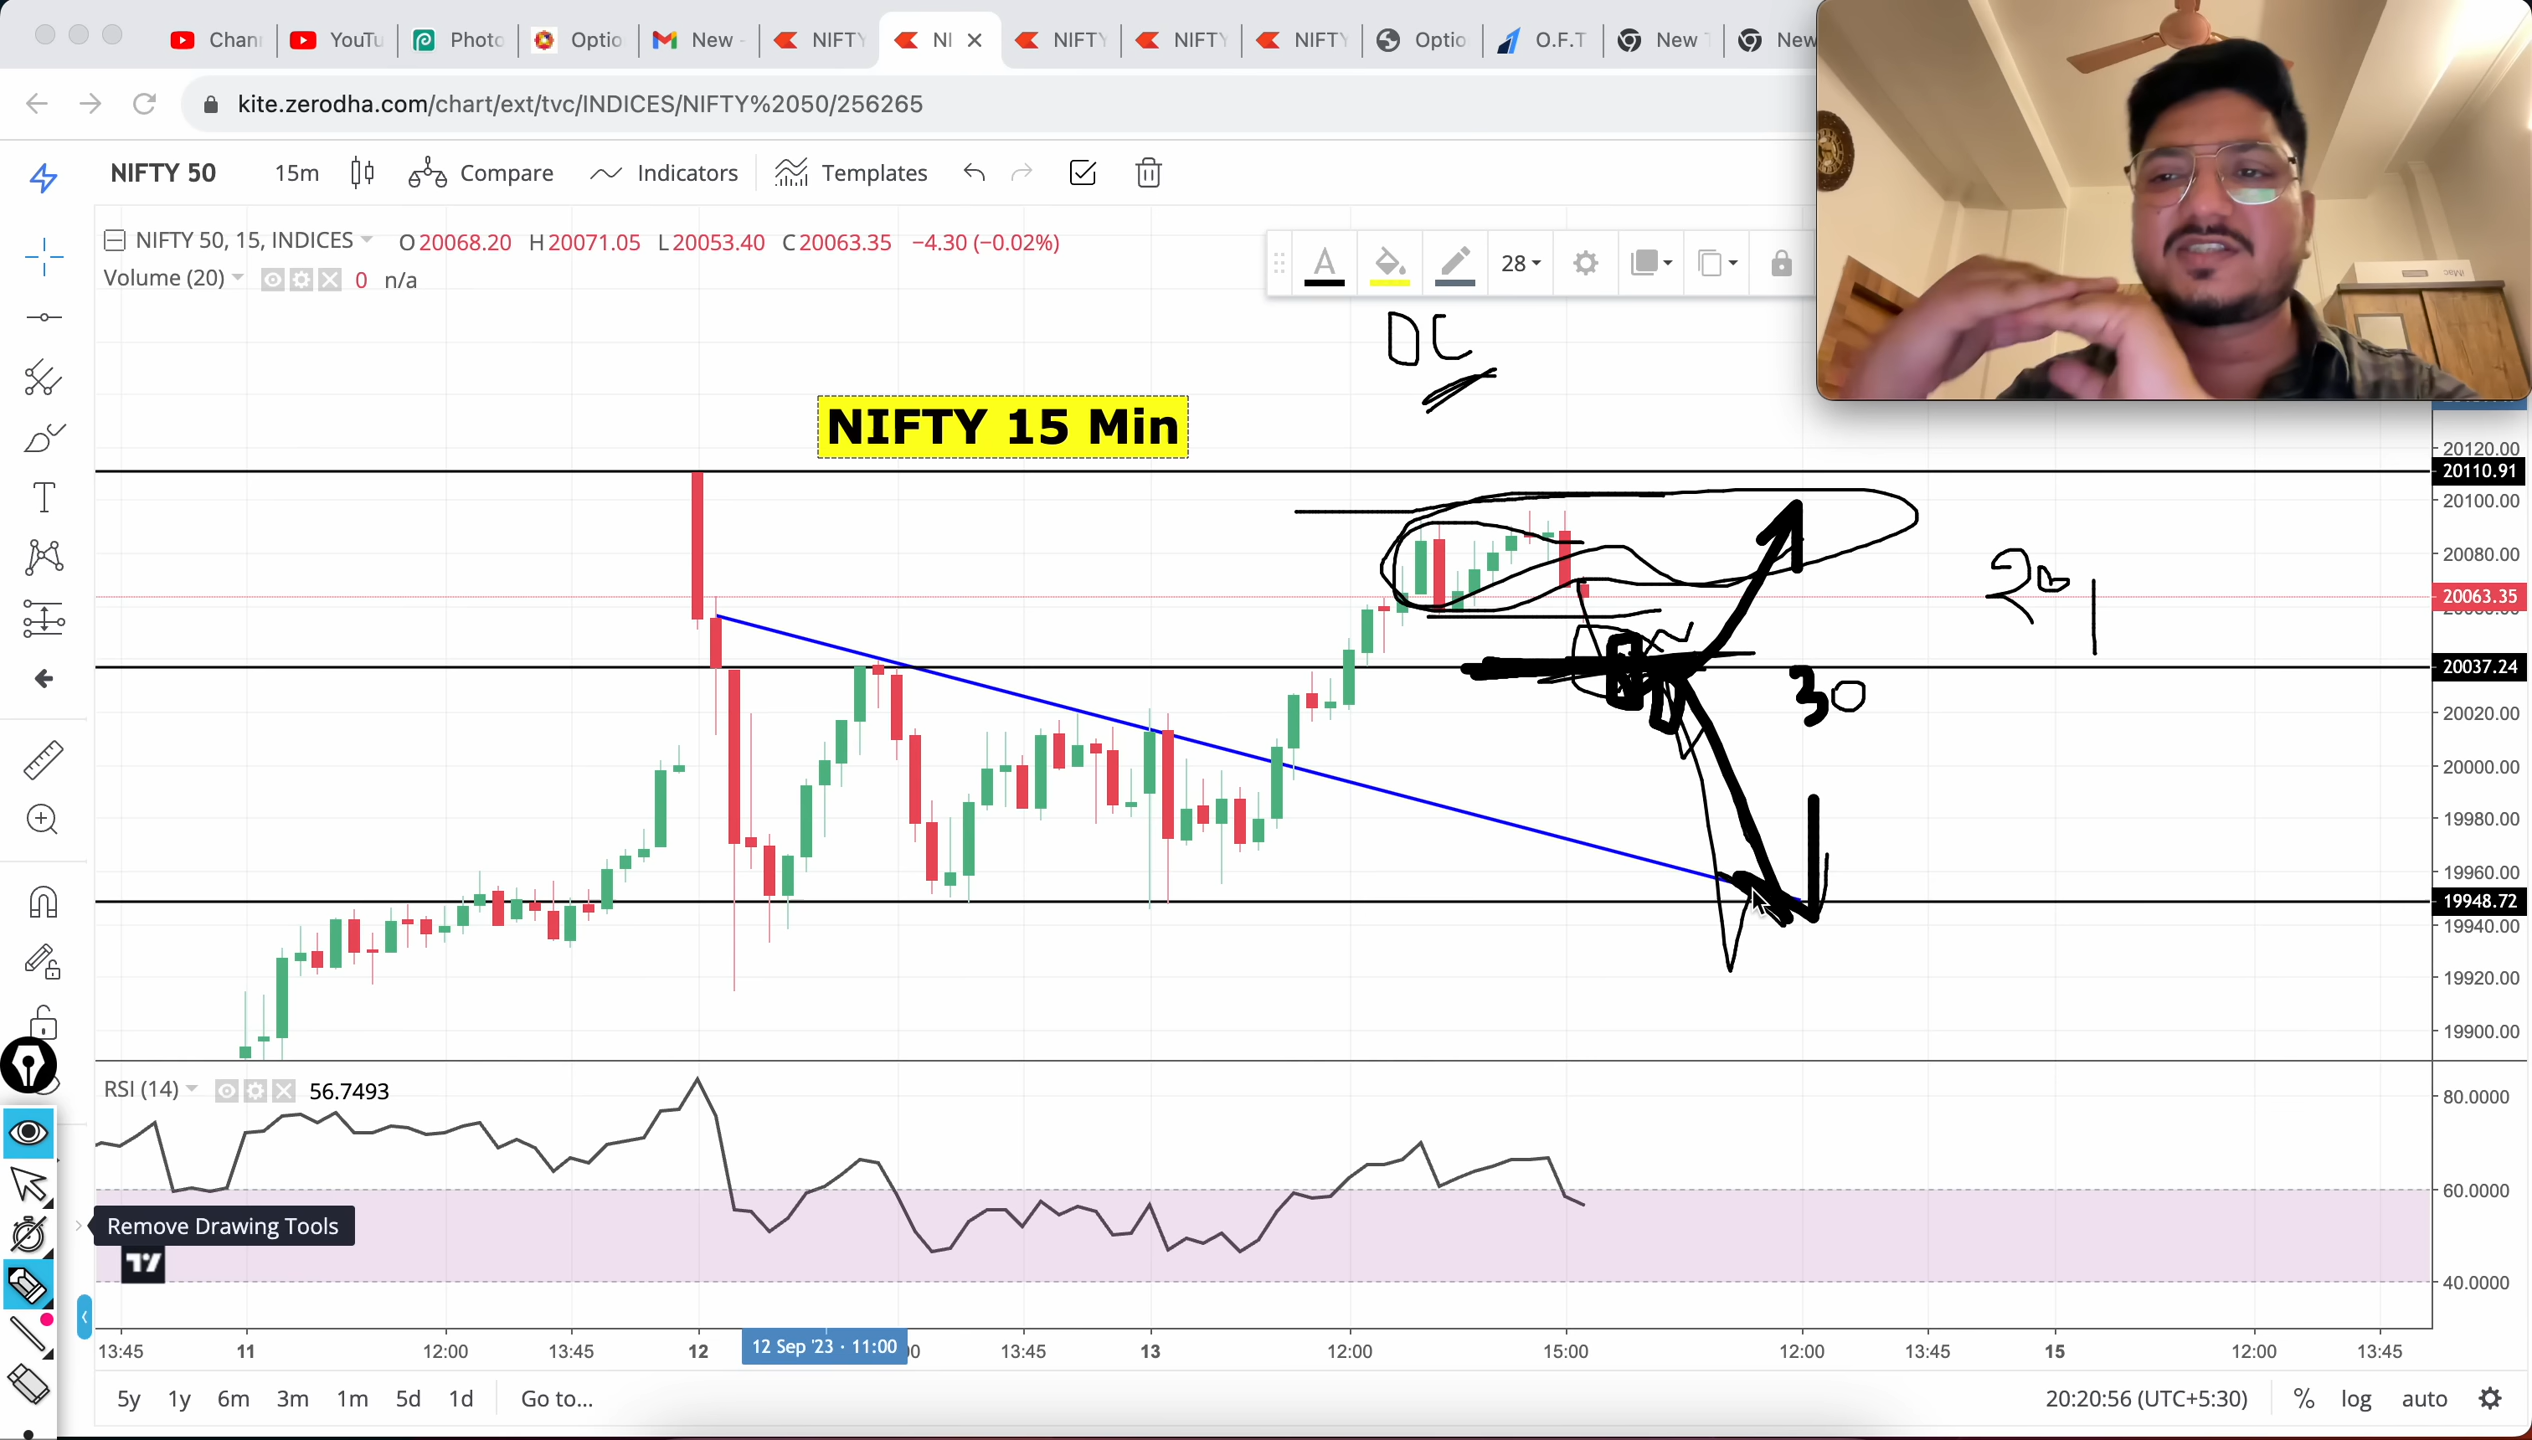 Chan YouTu Photo Optio New - NIFTY NI NIFTY NIFTY NIFTY Optio O.F.T New T New
kite.zerodha.com/chart/ext/tvc/INDICES/NIFTY%2050/256265
NIFTY 50 15m Compare Indicators Templates
NIFTY 50, 15, INDICES O20068.20 H20071.05 L20053.40 C20063.35 −4.30 (−0.02%)
Volume (20) 0 n/a
28
DC
NIFTY 15 Min
20120.00
20110.91
20100.00
20080.00
20063.35
20037.24
30
20020.00
20000.00
19980.00
19960.00
19948.72
19940.00
19920.00
19900.00
RSI (14) 56.7493
80.0000
60.0000
Remove Drawing Tools
40.0000
13:45 11 12:00 13:45 12 12 Sep '23 · 11:00 13:45 13 12:00 15:00 12:00 13:45 15 12:00 13:45
5y 1y 6m 3m 1m 5d 1d Go to... 20:20:56 (UTC+5:30) % log auto